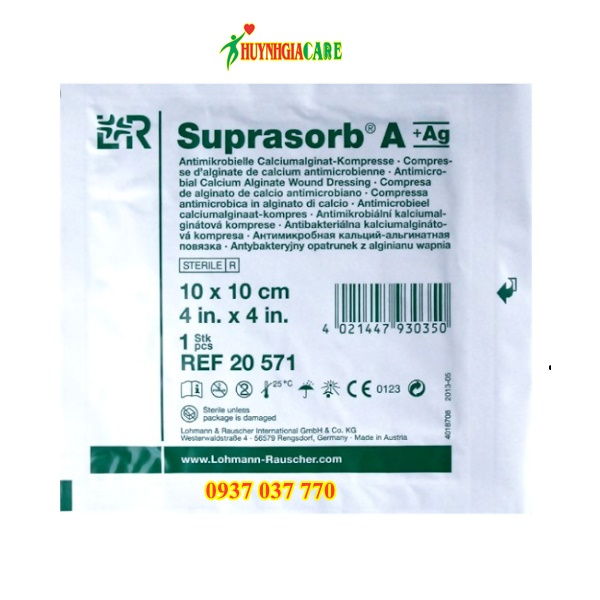 HUYNHGIACARE
L&R
Suprasorb® A +Ag
Antimikrobielle Calciumalginat-Kompresse · Compres-
se d'alginate de calcium antimicrobienne · Antimicro-
bial Calcium Alginate Wound Dressing · Compresa
de alginato de calcio antimicrobiano · Compressa
antimicrobica in alginato di calcio · Antimicrobieel
calciumalginaat-kompres · Antimikrobiální kalciumal-
ginátová komprese · Antibakteriálna kalciumalgináto-
vá kompresa · Антимикробная кальций-альгинатная
повязка · Antybakteryjny opatrunek z alginianu wapnia
STERILE R
10 x 10 cm
4 in. x 4 in.
1 Stk
pcs
REF 20 571
4 021447 930350
25°C
2
CE 0123
Sterile unless
package is damaged
Lohmann & Rauscher International GmbH & Co. KG
Westerwaldstraße 4 · 56579 Rengsdorf, Germany · Made in Austria
4018708 2013-05
www.Lohmann-Rauscher.com
0937 037 770